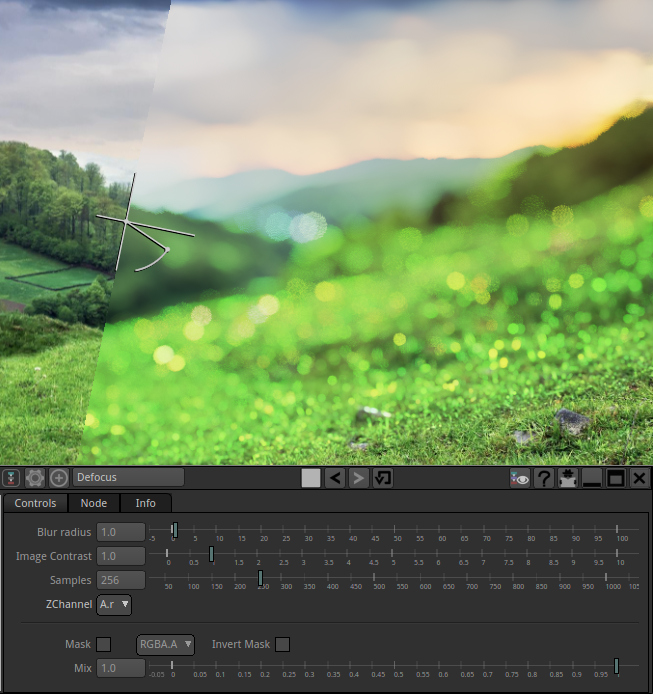 Defocus
Controls Node Info
Blur radius 1.0
-5 0 5 10 15 20 25 30 35 40 45 50 55 60 65 70 75 80 85 90 95 100
Image Contrast 1.0
0 0.5 1 1.5 2 2.5 3 3.5 4 4.5 5 5.5 6 6.5 7 7.5 8 8.5 9 9.5 10
Samples 256
50 100 150 200 250 300 350 400 450 500 550 600 650 700 750 800 850 900 950 1000
ZChannel A.r
Mask RGBA.A Invert Mask
Mix 1.0
-0.05 0 0.05 0.1 0.15 0.2 0.25 0.3 0.35 0.4 0.45 0.5 0.55 0.6 0.65 0.7 0.75 0.8 0.85 0.9 0.95